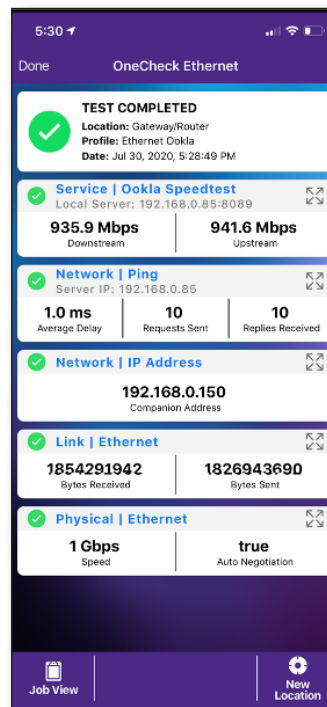 5:30
Done OneCheck Ethernet
TEST COMPLETED
Location: Gateway/Router
Profile: Ethernet Ookla
Date: Jul 30, 2020, 5:28:49 PM
Service | Ookla Speedtest
Local Server: 192.168.0.85:8089
935.9 Mbps 941.6 Mbps
Downstream Upstream
Network | Ping
Server IP: 192.168.0.85
1.0 ms 10 10
Average Delay Requests Sent Replies Received
Network | IP Address
192.168.0.150
Companion Address
Link | Ethernet
1854291942 1826943690
Bytes Received Bytes Sent
Physical | Ethernet
1 Gbps true
Speed Auto Negotiation
Job View New
Location